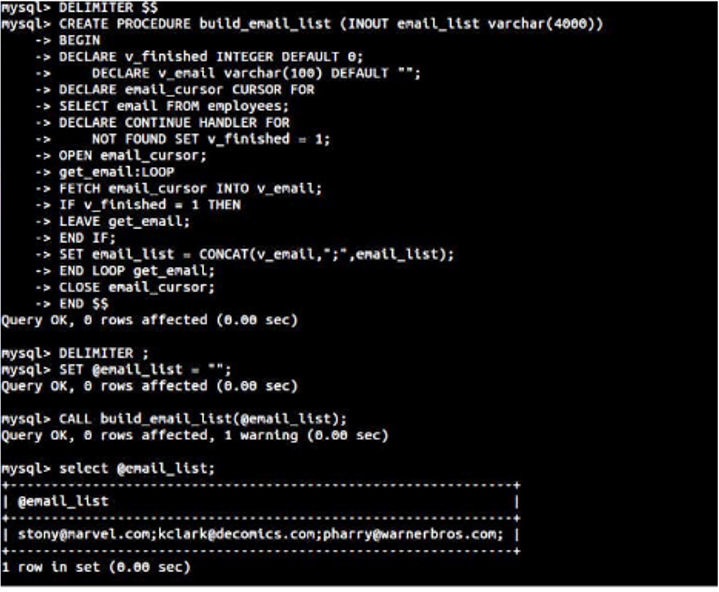 mysql> DELIMITER $$
mysql> CREATE PROCEDURE build_email_list (INOUT email_list varchar(4000))
    -> BEGIN
    -> DECLARE v_finished INTEGER DEFAULT 0;
    ->     DECLARE v_email varchar(100) DEFAULT "";
    -> DECLARE email_cursor CURSOR FOR
    -> SELECT email FROM employees;
    -> DECLARE CONTINUE HANDLER FOR
    ->     NOT FOUND SET v_finished = 1;
    -> OPEN email_cursor;
    -> get_email:LOOP
    -> FETCH email_cursor INTO v_email;
    -> IF v_finished = 1 THEN
    -> LEAVE get_email;
    -> END IF;
    -> SET email_list = CONCAT(v_email,";",email_list);
    -> END LOOP get_email;
    -> CLOSE email_cursor;
    -> END $$
Query OK, 0 rows affected (0.00 sec)
mysql> DELIMITER ;
mysql> SET @email_list = "";
Query OK, 0 rows affected (0.00 sec)
mysql> CALL build_email_list(@email_list);
Query OK, 0 rows affected, 1 warning (0.00 sec)
mysql> select @email_list;
+-----------------------------------------------------------+
| @email_list                                               |
+-----------------------------------------------------------+
| stony@marvel.com;kclark@decomics.com;pharry@warnerbros.com; |
+-----------------------------------------------------------+
1 row in set (0.00 sec)